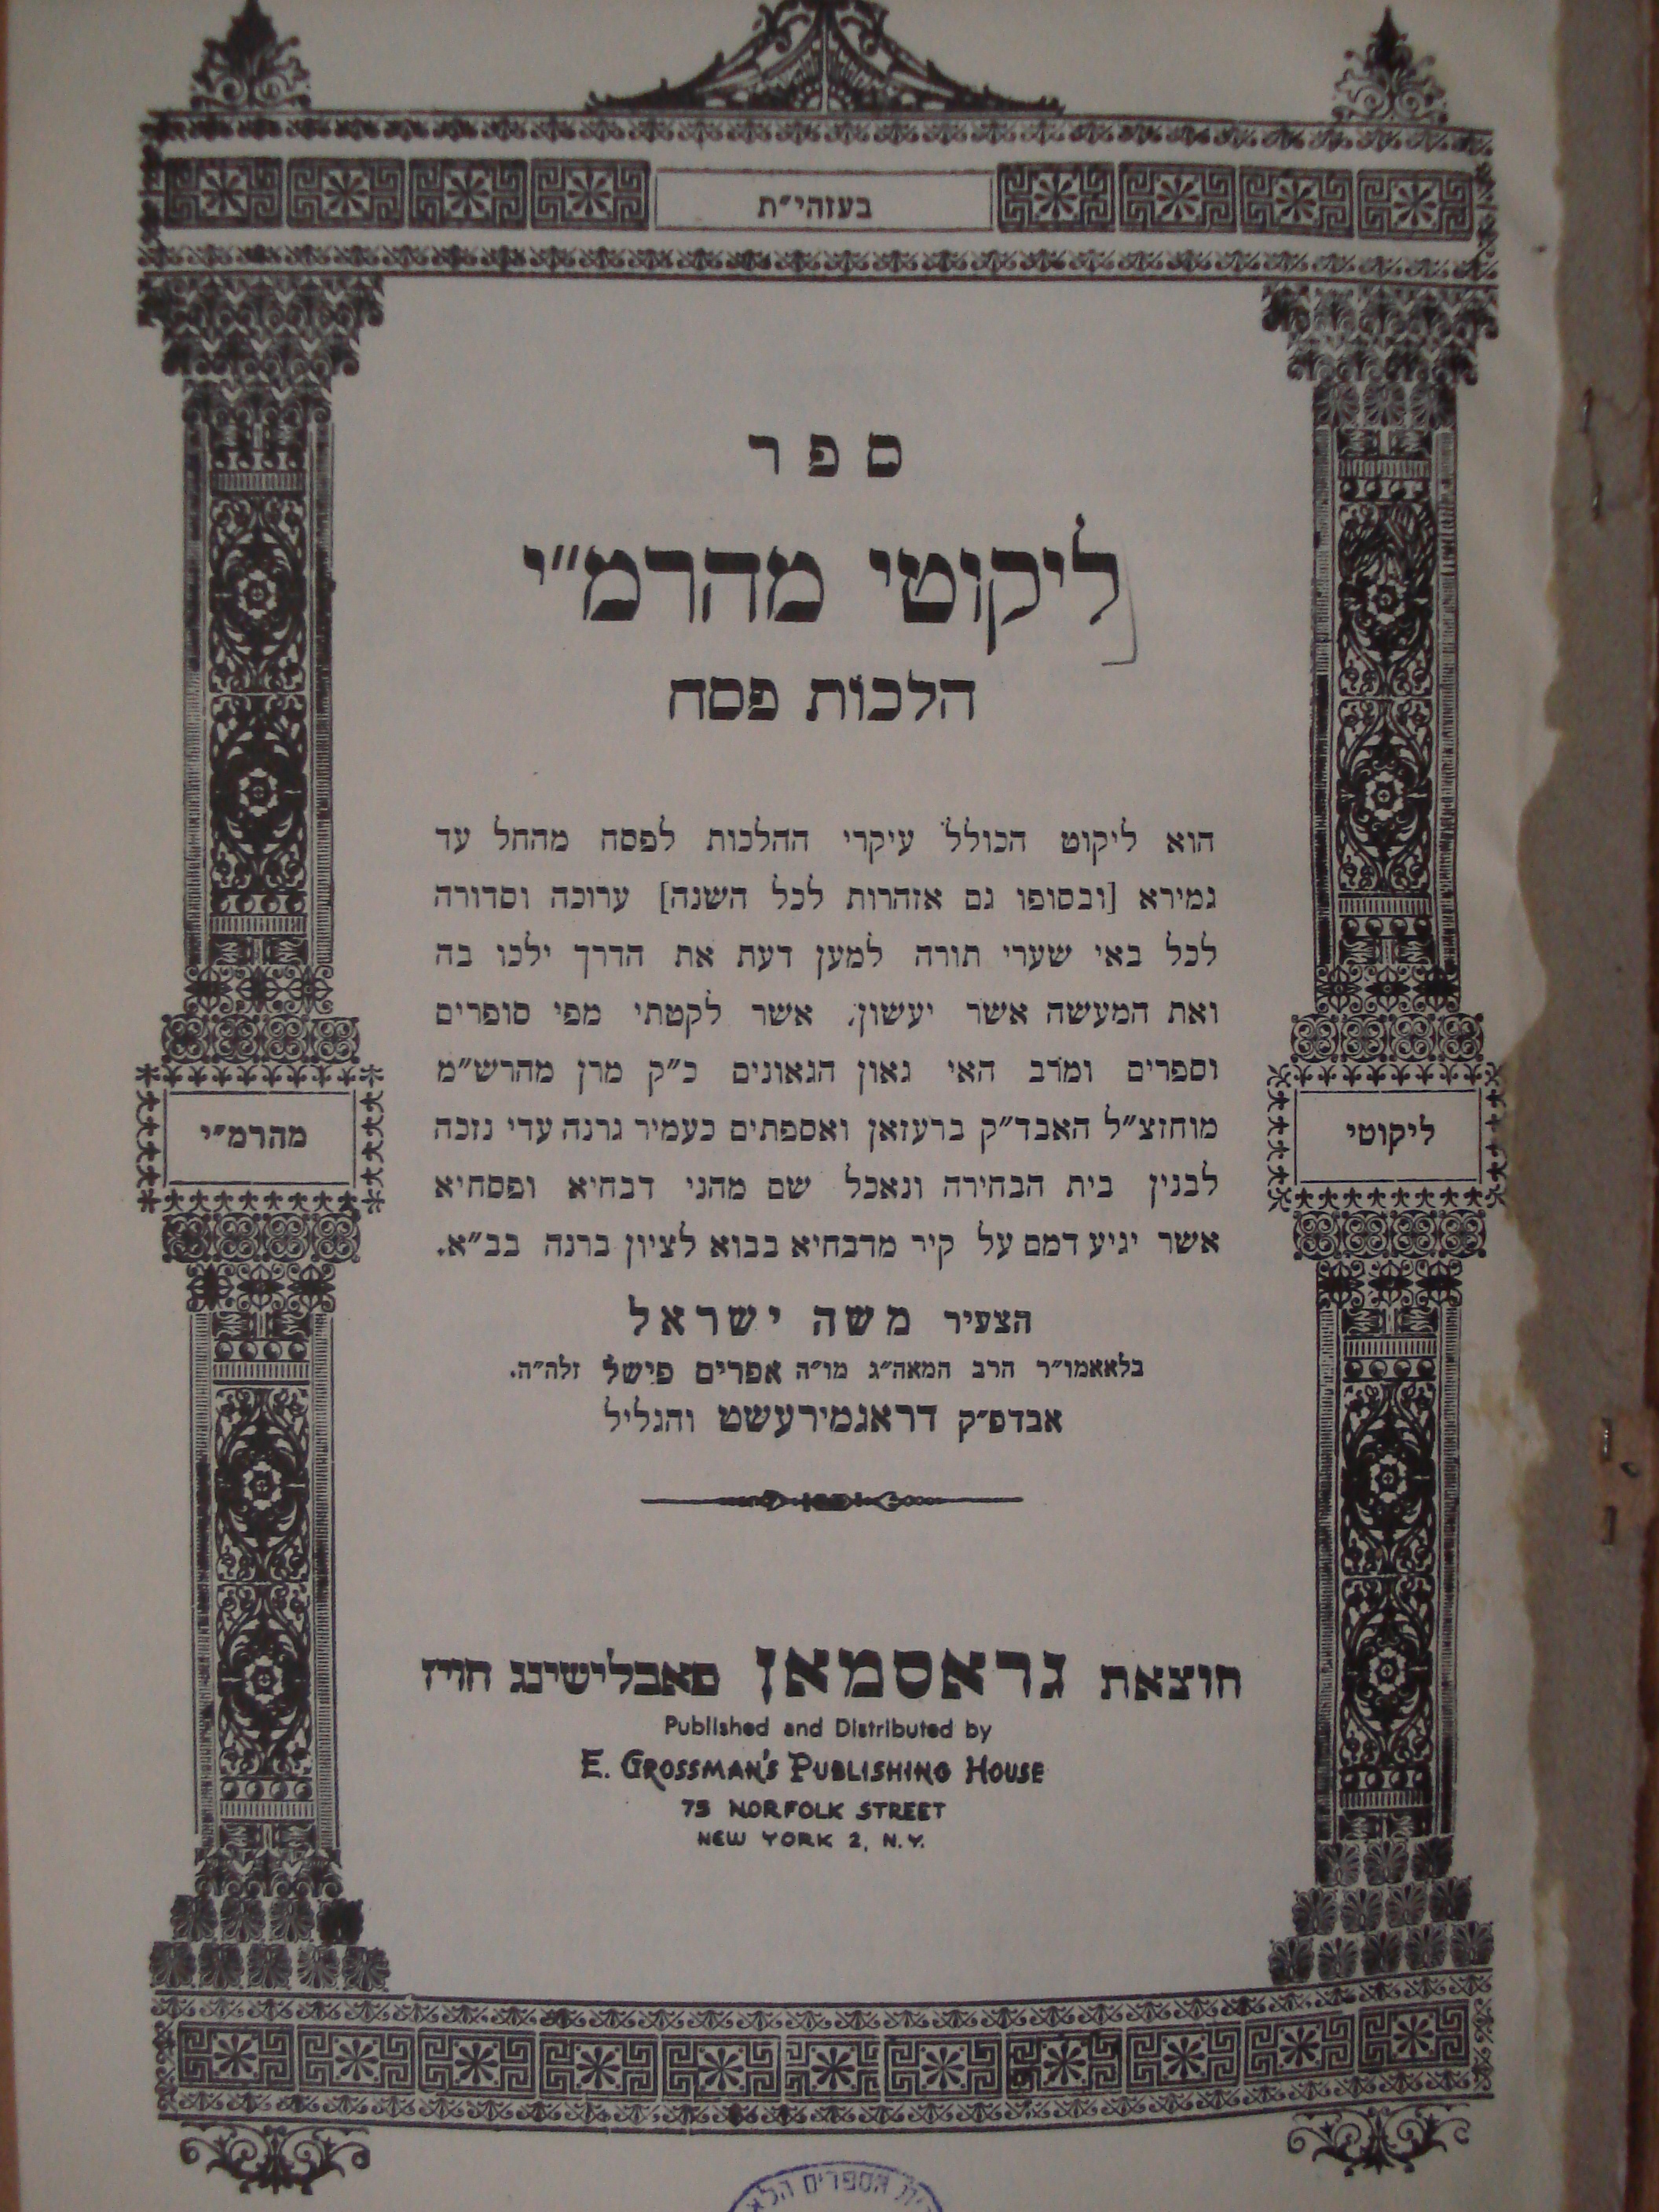 בעזהי״ת
ספר
ליקוטי מהרמ״י
הלכות פסח
הוא ליקוט הכולל עיקרי ההלכות לפסח מהחל עד
גמירא [ובסופו גם אזהרות לכל השנה] ערוכה וסדורה
לכל באי שערי תורה למען דעת את הדרך ילכו בה
ואת המעשה אשר יעשון, אשר לקטתי מפי סופרים
וספרים ומרב האי גאון הגאונים כ״ק מרן מהרש״מ
מוחזצ״ל האבד״ק ברעזאן ואספתים כעמיר גרנה עדי נזכה
לבנין בית הבחירה ונאכל שם מהני דבחיא ופסחיא
אשר יגיע דמם על קיר מדבחיא בבוא לציון ברנה בב״א.
ליקוטי
מהרמ״י
הצעיר משה ישראל
בלאאמו״ר הרב המאה״ג מו״ה אפרים פישל זלה״ה.
אבדפ״ק דראגמירעשט והגליל
הוצאת גראסמאן פאבלישינג הויז
Published and Distributed by
E. GROSSMAN'S PUBLISHING HOUSE
75 NORFOLK STREET
NEW YORK 2, N.Y.